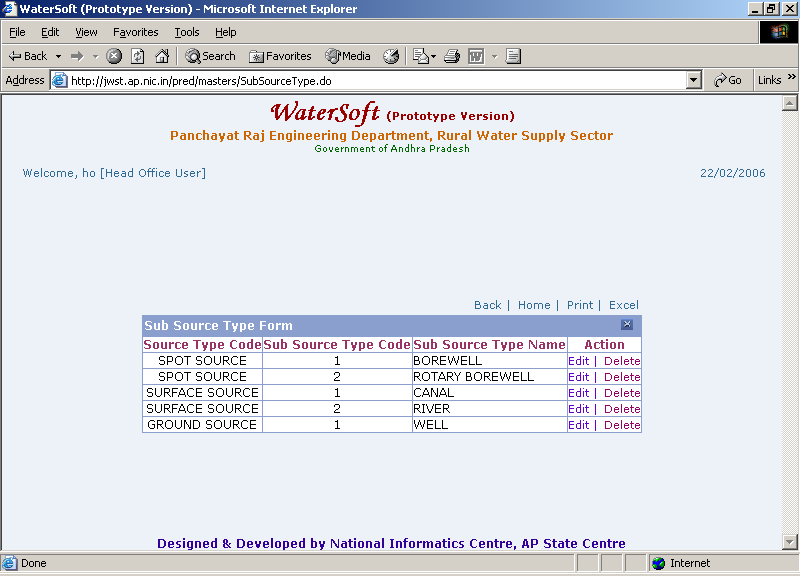 WaterSoft (Prototype Version) - Microsoft Internet Explorer
File Edit View Favorites Tools Help
Back Search Favorites Media
Address http://jwst.ap.nic.in/pred/masters/SubSourceType.do Go Links »
WaterSoft (Prototype Version)
Panchayat Raj Engineering Department, Rural Water Supply Sector
Government of Andhra Pradesh
Welcome, ho [Head Office User] 22/02/2006
Back | Home | Print | Excel
Sub Source Type Form
Source Type Code Sub Source Type Code Sub Source Type Name Action
SPOT SOURCE 1 BOREWELL Edit | Delete
SPOT SOURCE 2 ROTARY BOREWELL Edit | Delete
SURFACE SOURCE 1 CANAL Edit | Delete
SURFACE SOURCE 2 RIVER Edit | Delete
GROUND SOURCE 1 WELL Edit | Delete
Designed & Developed by National Informatics Centre, AP State Centre
Done Internet